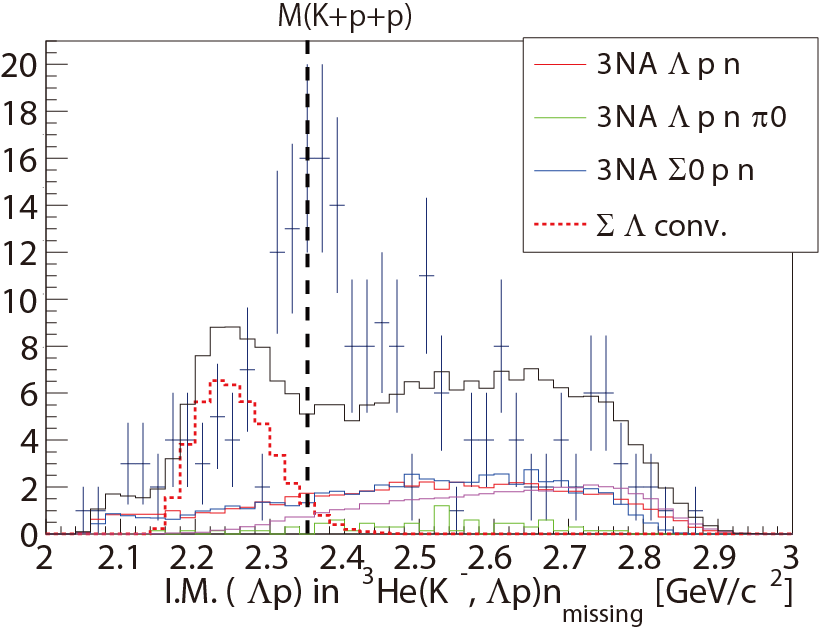 M(K+p+p)
20
18
16
14
12
10
8
6
4
2
0
3NA Λ p n
3NA Λ p n π0
3NA Σ0 p n
Σ Λ conv.
2 2.1 2.2 2.3 2.4 2.5 2.6 2.7 2.8 2.9 3
I.M. ( Λp) in ³He(K⁻, Λp)n missing [GeV/c ²]